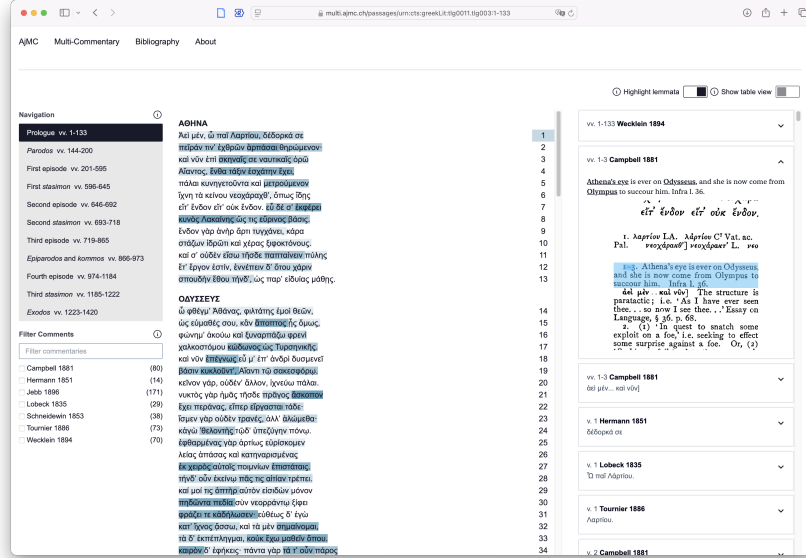 multi.ajmc.ch/passages/urn:cts:greekLit:tlg0011.tlg003:1-133
AjMC Multi-Commentary Bibliography About
Highlight lemmata Show table view
Navigation
Prologue vv. 1-133
Parodos vv. 144-200
First episode vv. 201-595
First stasimon vv. 596-645
Second episode vv. 646-692
Second stasimon vv. 693-718
Third episode vv. 719-865
Epiparodos and kommos vv. 866-973
Fourth episode vv. 974-1184
Third stasimon vv. 1185-1222
Exodos vv. 1223-1420
Filter Comments
Filter commentaries
Campbell 1881 (80)
Hermann 1851 (14)
Jebb 1896 (171)
Lobeck 1835 (29)
Schneidewin 1853 (38)
Tournier 1886 (73)
Wecklein 1894 (70)
ΑΘΗΝΑ
Ἀεὶ μέν, ὦ παῖ Λαρτίου, δέδορκά σε 1
πεῖράν τιν' ἐχθρῶν ἁρπάσαι θηρώμενον· 2
καὶ νῦν ἐπὶ σκηναῖς σε ναυτικαῖς ὁρῶ 3
Αἴαντος, ἔνθα τάξιν ἐσχάτην ἔχει, 4
πάλαι κυνηγετοῦντα καὶ μετρούμενον 5
ἴχνη τὰ κείνου νεοχάραχθ', ὅπως ἴδῃς 6
εἴτ' ἔνδον εἴτ' οὐκ ἔνδον. εὖ δέ σ' ἐκφέρει 7
κυνὸς Λακαίνης ὥς τις εὔρινος βάσις. 8
ἔνδον γὰρ ἁνὴρ ἄρτι τυγχάνει, κάρα 9
στάζων ἱδρῶτι καὶ χέρας ξιφοκτόνους. 10
καί σ' οὐδὲν εἴσω τῆσδε παπταίνειν πύλης 11
ἔτ' ἔργον ἐστίν, ἐννέπειν δ' ὅτου χάριν 12
σπουδὴν ἔθου τήνδ', ὡς παρ' εἰδυίας μάθῃς. 13
ΟΔΥΣΣΕΥΣ
ὦ φθέγμ' Ἀθάνας, φιλτάτης ἐμοὶ θεῶν, 14
ὡς εὐμαθές σου, κἂν ἄποπτος ᾖς ὅμως, 15
φώνημ' ἀκούω καὶ ξυναρπάζω φρενὶ 16
χαλκοστόμου κώδωνος ὡς Τυρσηνικῆς. 17
καὶ νῦν ἐπέγνως εὖ μ' ἐπ' ἀνδρὶ δυσμενεῖ 18
βάσιν κυκλοῦντ', Αἴαντι τῷ σακεσφόρῳ. 19
κεῖνον γάρ, οὐδέν' ἄλλον, ἰχνεύω πάλαι. 20
νυκτὸς γὰρ ἡμᾶς τῆσδε πρᾶγος ἄσκοπον 21
ἔχει περάνας, εἴπερ εἴργασται τάδε· 22
ἴσμεν γὰρ οὐδὲν τρανές, ἀλλ' ἀλώμεθα· 23
κἀγὼ 'θελοντὴς τῷδ' ὑπεζύγην πόνῳ. 24
ἐφθαρμένας γὰρ ἀρτίως εὑρίσκομεν 25
λείας ἁπάσας καὶ κατηναρισμένας 26
ἐκ χειρὸς αὐτοῖς ποιμνίων ἐπιστάταις. 27
τήνδ' οὖν ἐκείνῳ πᾶς τις αἰτίαν τρέπει. 28
καί μοί τις ὀπτὴρ αὐτὸν εἰσιδὼν μόνον 29
πηδῶντα πεδία σὺν νεορράντῳ ξίφει 30
φράζει τε κἀδήλωσεν· εὐθέως δ' ἐγὼ 31
κατ' ἴχνος ᾄσσω, καὶ τὰ μὲν σημαίνομαι, 32
τὰ δ' ἐκπέπληγμαι, κοὐκ ἔχω μαθεῖν ὅπου. 33
καιρὸν δ' ἐφήκεις· πάντα γὰρ τά τ' οὖν πάρος 34
vv. 1-133 Wecklein 1894
vv. 1-3 Campbell 1881
Athena's eye is ever on Odysseus, and she is now come from
Olympus to succour him. Infra l. 36.
εἴτ' ἔνδον εἴτ' οὐκ ἔνδον.
1. λαρτίου LA. λάρτιου Cʳ Vat. ac.
Pal. νεοχάραχθ'] νεοχάρακτ' L. νεο
1-3. Athena's eye is ever on Odysseus,
and she is now come from Olympus to
succour him. Infra l. 36.
ἀεὶ μὲν .. καὶ νῦν] The structure is
paratactic; i.e. 'As I have ever seen
thee... so now I see thee.' Essay on
Language, § 36. p. 68.
2. (1) 'In quest to snatch some
exploit on a foe,' i.e. seeking to effect
some surprise against a foe. Or, (2)
vv. 1-3 Campbell 1881
ἀεὶ μὲν... καὶ νῦν]
v. 1 Hermann 1851
δέδορκά σε
v. 1 Lobeck 1835
Ὦ παῖ Λάρτιου.
v. 1 Tournier 1886
Λαρτίου.
v. 2 Campbell 1881